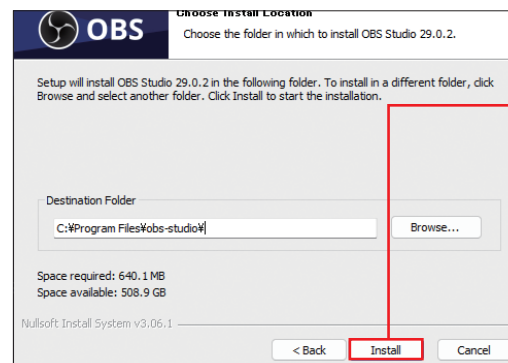 OBS
Choose Install Location
Choose the folder in which to install OBS Studio 29.0.2.
Setup will install OBS Studio 29.0.2 in the following folder. To install in a different folder, click
Browse and select another folder. Click Install to start the installation.
Destination Folder
C:¥Program Files¥obs-studio¥
Browse...
Space required: 640.1MB
Space available: 508.9 GB
Nullsoft Install System v3.06.1
< Back
Install
Cancel